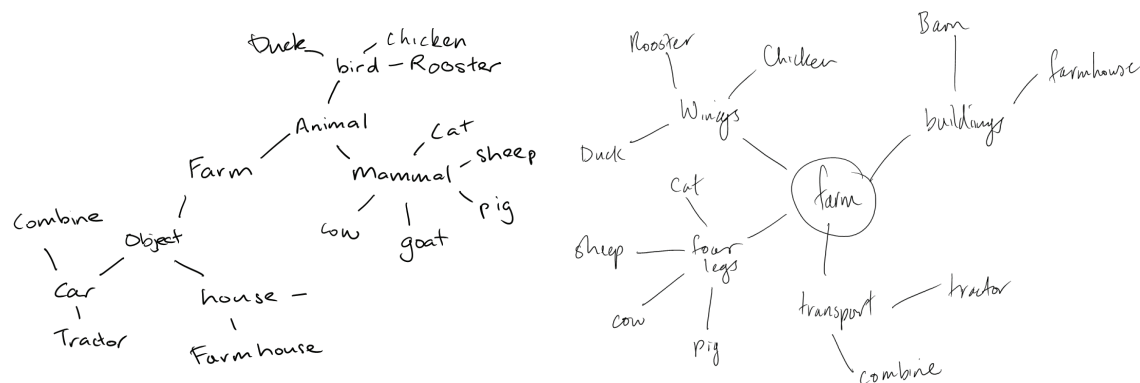 Duck
Chicken
bird - Rooster
Animal
Cat
sheep
Mammal
pig
cow
goat
Farm
Combine
Object
Car
house -
Tractor
Farmhouse
Rooster
Chicken
Wings
Duck
Barn
farmhouse
buildings
farm
cat
sheep
four
legs
cow
pig
transport
tractor
combine